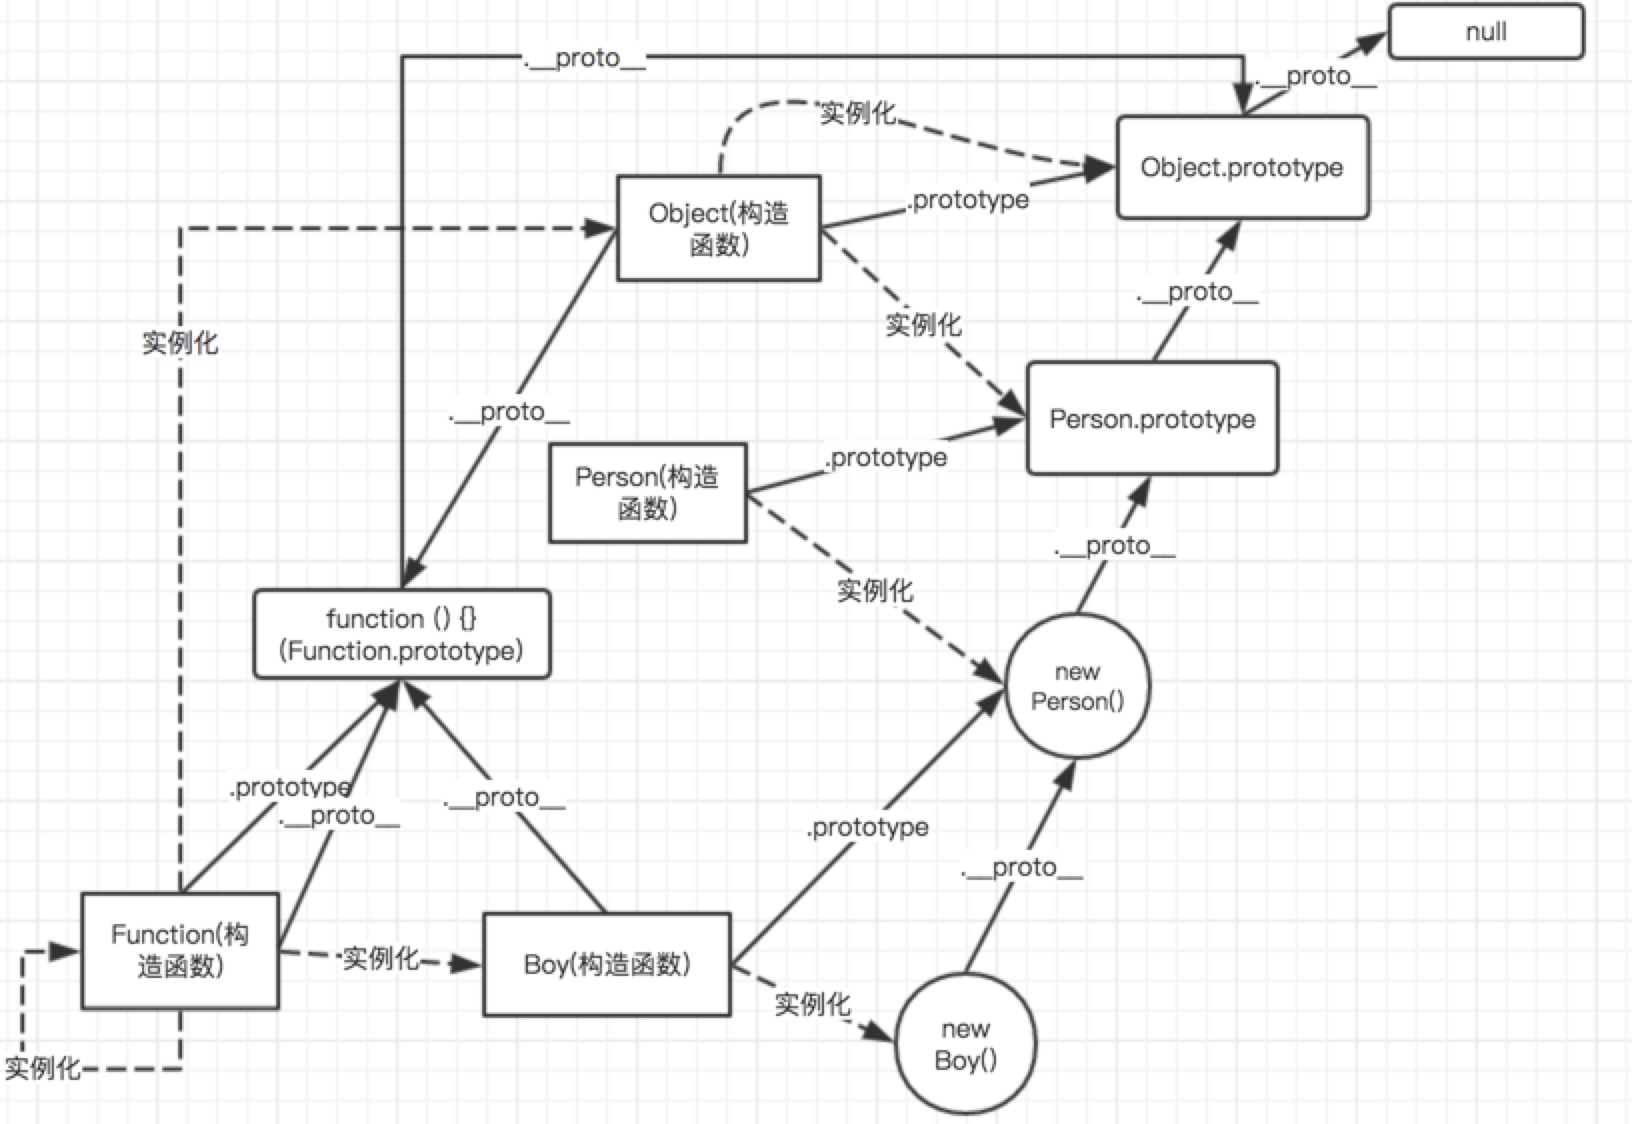 null
.__proto__
.__proto__
实例化
Object.prototype
.prototype
Object(构造
函数)
.__proto__
实例化
实例化
.__proto__
Person.prototype
.prototype
Person(构造
函数)
.__proto__
实例化
function () {}
(Function.prototype)
new
Person()
.prototype
.__proto__
.__proto__
.prototype
.__proto__
Function(构
造函数)
实例化
Boy(构造函数)
实例化
new
Boy()
实例化